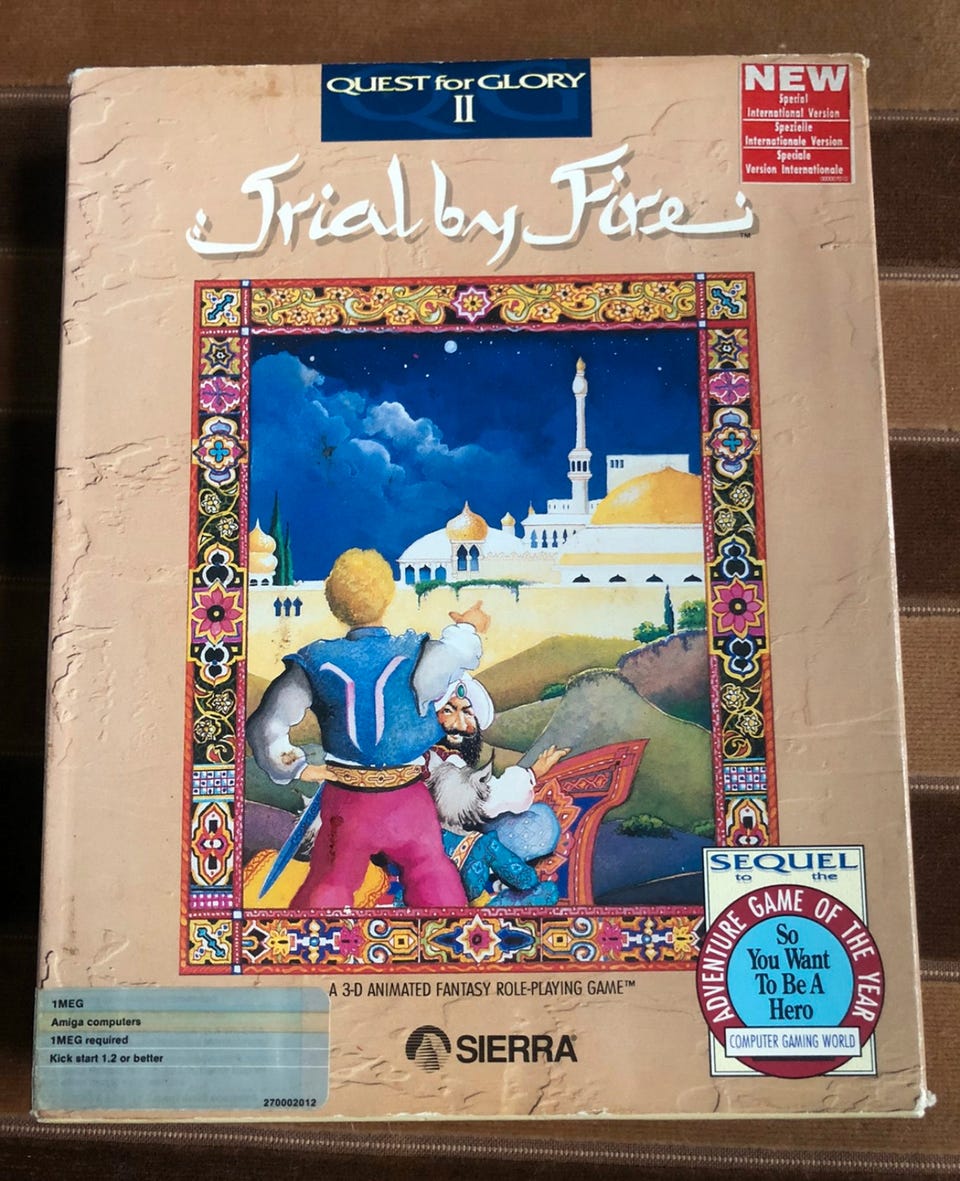 QUEST for GLORY
II
NEW
Special
International Version
Spezielle
Internationale Version
Speciale
Version Internationale
Trial by Fire™
SEQUEL
to the
ADVENTURE GAME OF THE YEAR
So
You Want
To Be A
Hero
COMPUTER GAMING WORLD
A 3-D ANIMATED FANTASY ROLE-PLAYING GAME™
SIERRA®
1MEG
Amiga computers
1MEG required
Kick start 1.2 or better
270002012